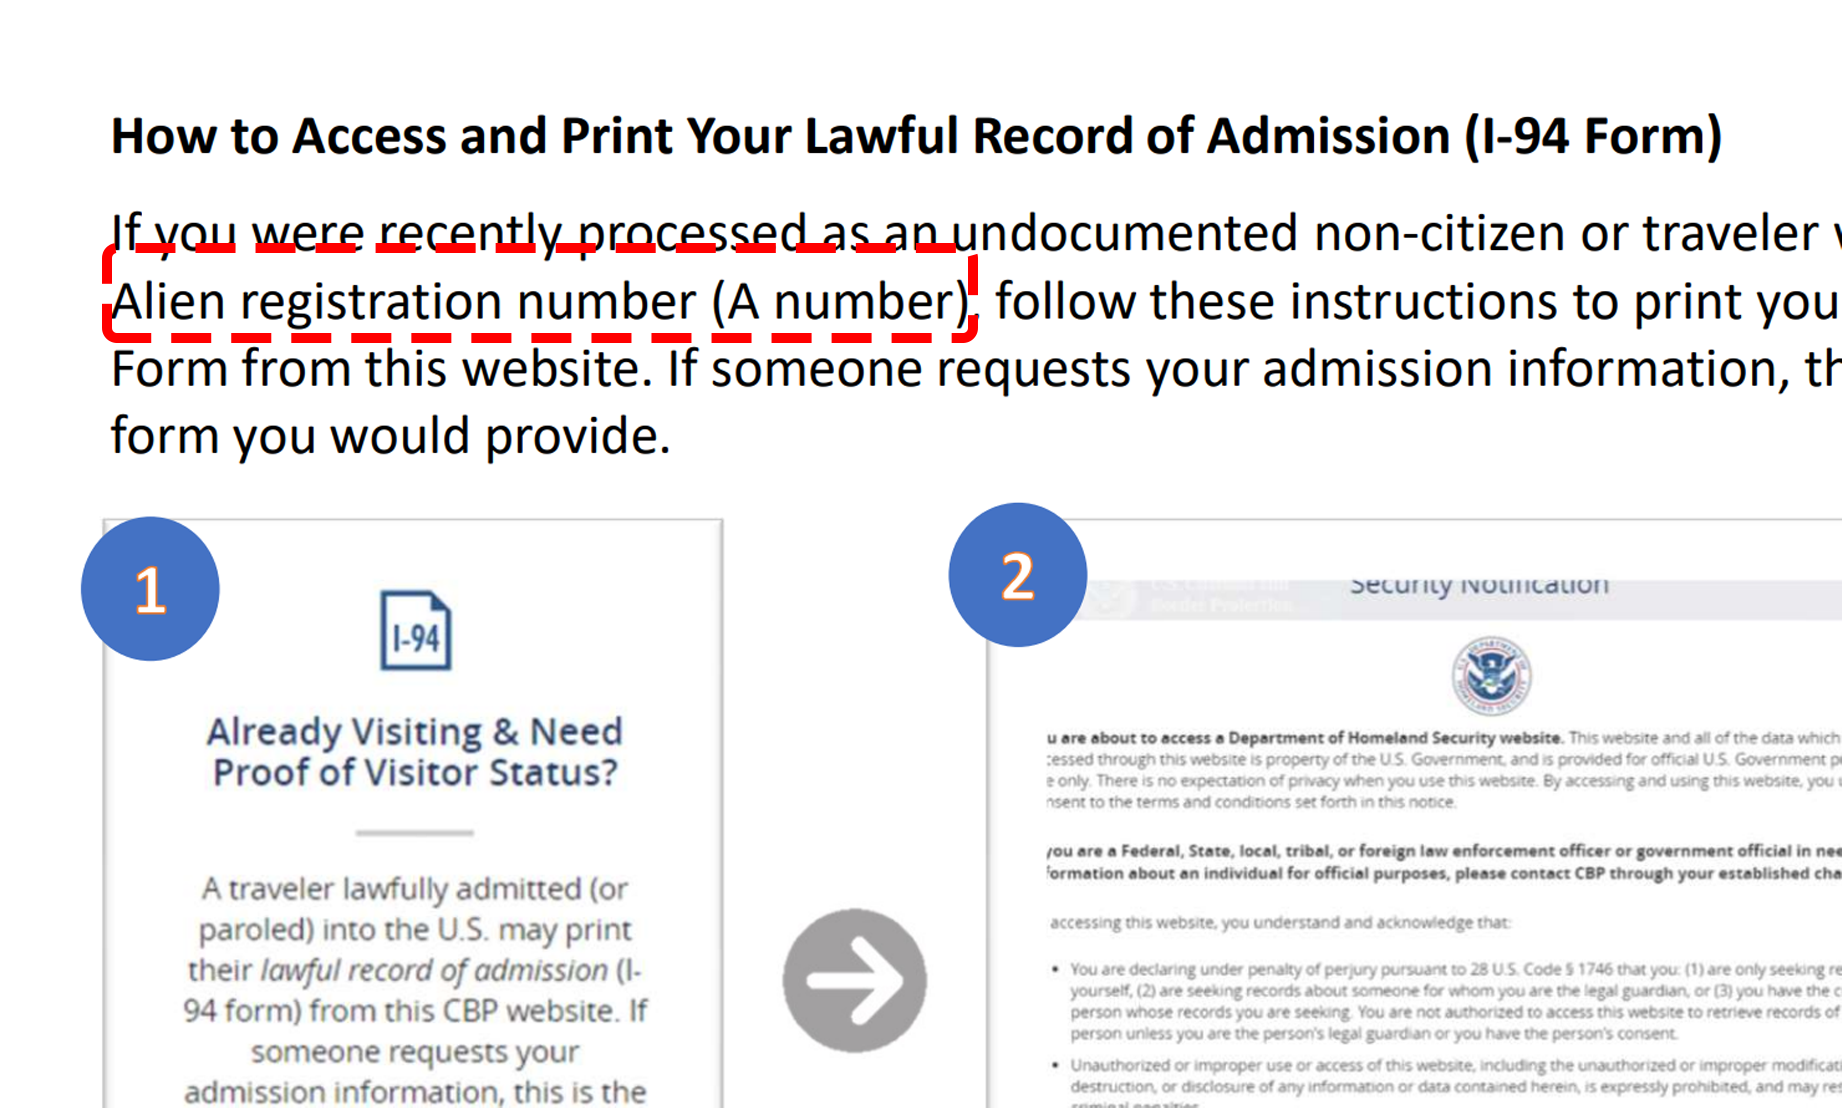 How to Access and Print Your Lawful Record of Admission (I-94 Form)
If you were recently processed as an undocumented non-citizen or traveler
Alien registration number (A number), follow these instructions to print you
Form from this website. If someone requests your admission information, th
form you would provide.
1
I-94
Already Visiting & Need
Proof of Visitor Status?
A traveler lawfully admitted (or
paroled) into the U.S. may print
their lawful record of admission (I-
94 form) from this CBP website. If
someone requests your
admission information, this is the
2
Border Protection
Security Notification
u are about to access a Department of Homeland Security website. This website and all of the data which
cessed through this website is property of the U.S. Government, and is provided for official U.S. Government
e only. There is no expectation of privacy when you use this website. By accessing and using this website, you
nsent to the terms and conditions set forth in this notice.
you are a Federal, State, local, tribal, or foreign law enforcement officer or government official in nee
formation about an individual for official purposes, please contact CBP through your established cha
accessing this website, you understand and acknowledge that:
• You are declaring under penalty of perjury pursuant to 28 U.S. Code § 1746 that you: (1) are only seeking re
yourself, (2) are seeking records about someone for whom you are the legal guardian, or (3) you have the c
person whose records you are seeking. You are not authorized to access this website to retrieve records of
person unless you are the person's legal guardian or you have the person's consent.
• Unauthorized or improper use or access of this website, including the unauthorized or improper modificati
destruction, or disclosure of any information or data contained herein, is expressly prohibited, and may res
criminal penalties.